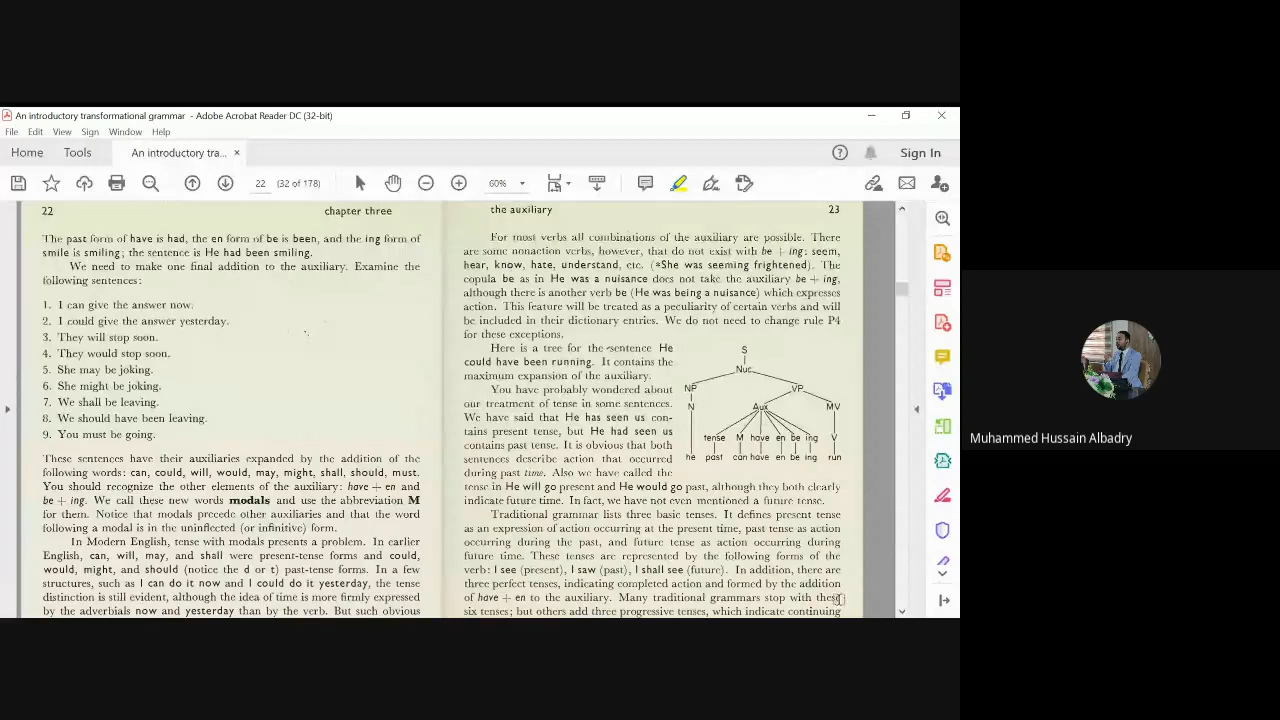 An introductory transformational grammar - Adobe Acrobat Reader DC (32-bit)
File Edit View Sign Window Help
Home Tools An introductory tra... × Sign In
22 (32 of 178) 60%
22 chapter three
The past form of have is had, the en form of be is been, and the ing form of
smile is smiling; the sentence is He had been smiling.
We need to make one final addition to the auxiliary. Examine the
following sentences:
1. I can give the answer now.
2. I could give the answer yesterday.
3. They will stop soon.
4. They would stop soon.
5. She may be joking.
6. She might be joking.
7. We shall be leaving.
8. We should have been leaving.
9. You must be going.
These sentences have their auxiliaries expanded by the addition of the
following words: can, could, will, would, may, might, shall, should, must.
You should recognize the other elements of the auxiliary: have + en and
be + ing. We call these new words modals and use the abbreviation M
for them. Notice that modals precede other auxiliaries and that the word
following a modal is in the uninflected (or infinitive) form.
In Modern English, tense with modals presents a problem. In earlier
English, can, will, may, and shall were present-tense forms and could,
would, might, and should (notice the d or t) past-tense forms. In a few
structures, such as I can do it now and I could do it yesterday, the tense
distinction is still evident, although the idea of time is more firmly expressed
by the adverbials now and yesterday than by the verb. But such obvious
the auxiliary 23
For most verbs all combinations of the auxiliary are possible. There
are some nonaction verbs, however, that do not exist with be + ing: seem,
hear, know, hate, understand, etc. (*She was seeming frightened). The
copula be as in He was a nuisance does not take the auxiliary be + ing,
although there is another verb be (He was being a nuisance) which expresses
action. This feature will be treated as a peculiarity of certain verbs and will
be included in their dictionary entries. We do not need to change rule P4
for these exceptions.
Here is a tree for the sentence He
could have been running. It contains the
maximum expansion of the auxiliary.
You have probably wondered about
our treatment of tense in some sentences.
We have said that He has seen us con-
tains present tense, but He had seen us
contains past tense. It is obvious that both
sentences describe action that occurred
during past time. Also we have called the
tense in He will go present and He would go past, although they both clearly
indicate future time. In fact, we have not even mentioned a future tense.
Traditional grammar lists three basic tenses. It defines present tense
as an expression of action occurring at the present time, past tense as action
occurring during the past, and future tense as action occurring during
future time. These tenses are represented by the following forms of the
verb: I see (present), I saw (past), I shall see (future). In addition, there are
three perfect tenses, indicating completed action and formed by the addition
of have + en to the auxiliary. Many traditional grammars stop with these
six tenses; but others add three progressive tenses, which indicate continuing
S
Nuc
NP VP
N Aux MV
tense M have en be ing V
he past can have en be ing run
Muhammed Hussain Albadry